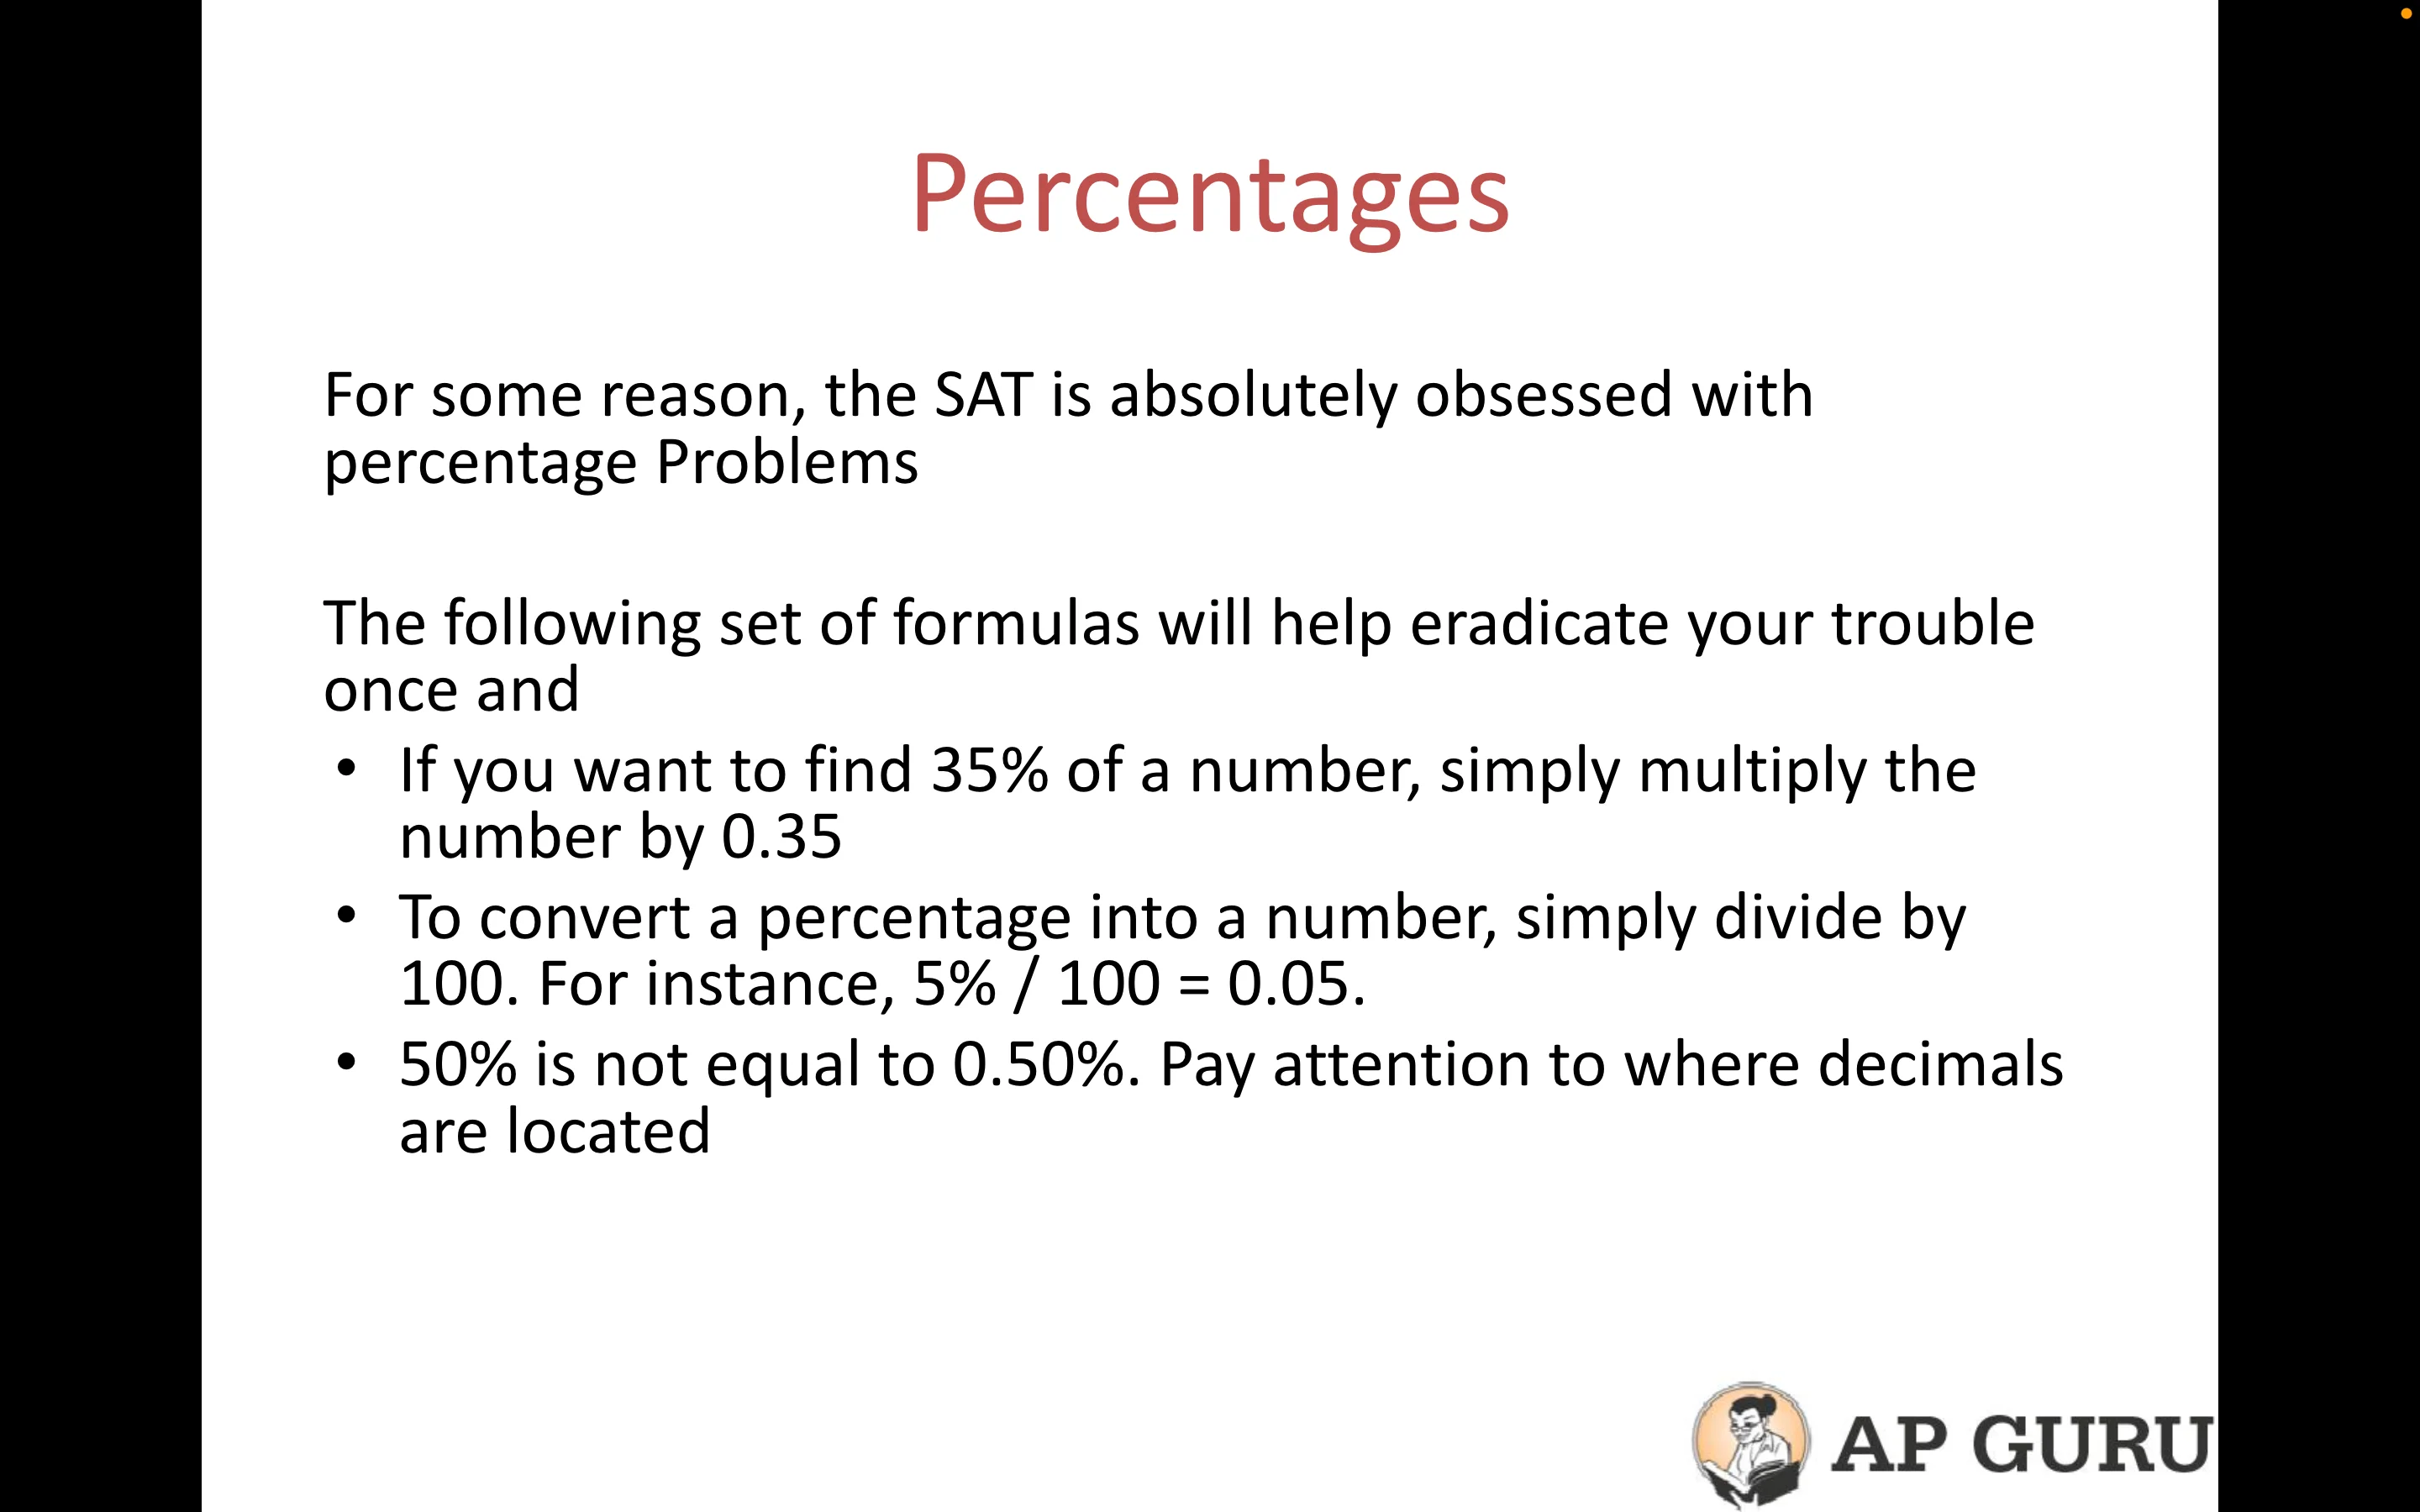 Percentages
For some reason, the SAT is absolutely obsessed with
percentage Problems
The following set of formulas will help eradicate your trouble
once and
• If you want to find 35% of a number, simply multiply the
number by 0.35
• To convert a percentage into a number, simply divide by
100. For instance, 5% / 100 = 0.05.
• 50% is not equal to 0.50%. Pay attention to where decimals
are located
AP GURU